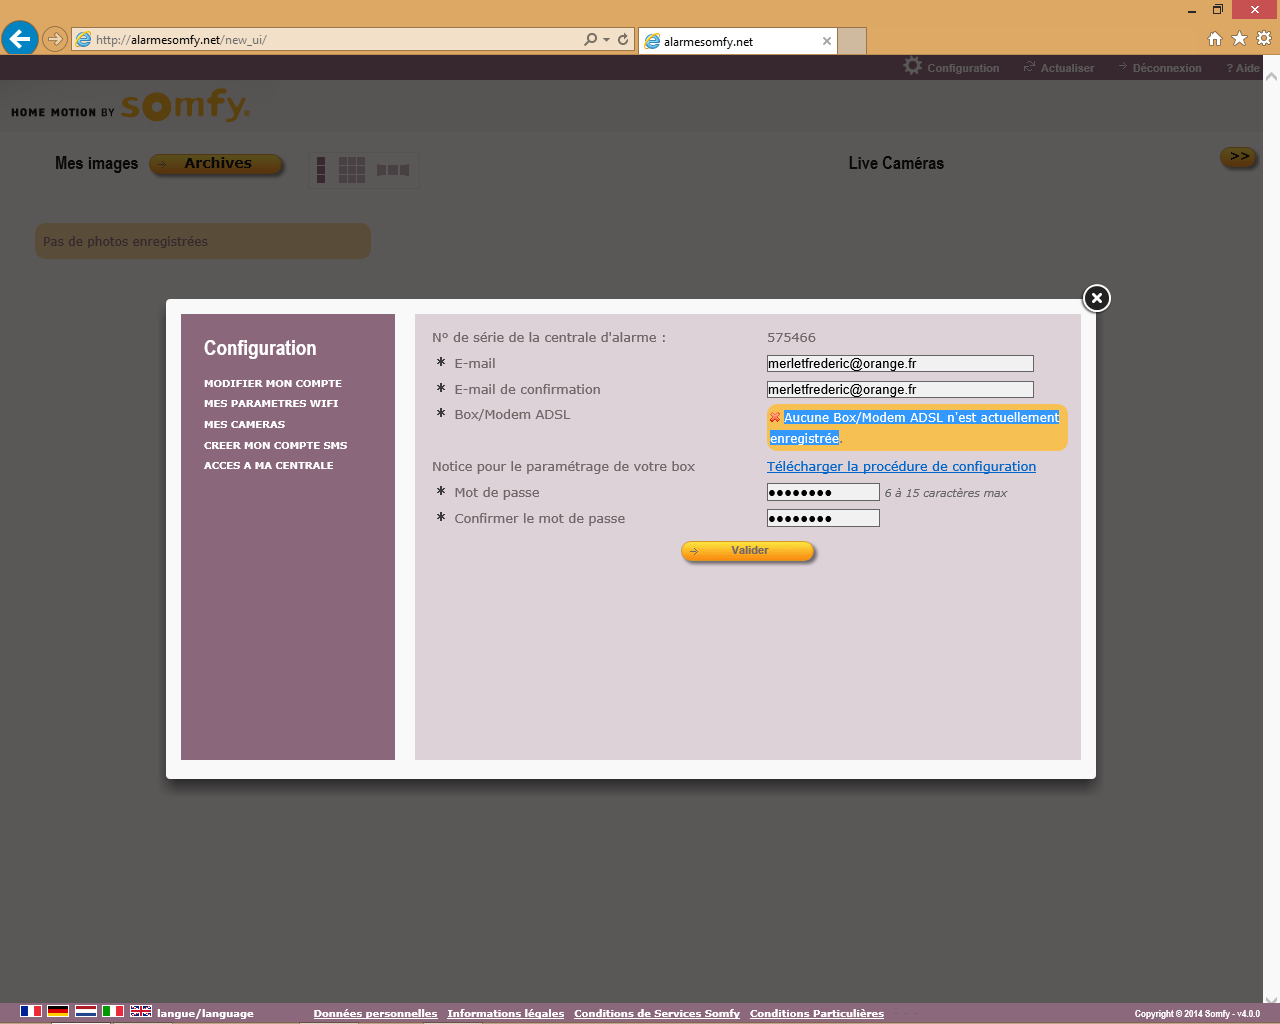 http://alarmesomfy.net/new_ui/
alarmesomfy.net
Configuration Actualiser Déconnexion ? Aide
HOME MOTION BY somfy.
Mes images Archives Live Caméras >>
Pas de photos enregistrées
Configuration
MODIFIER MON COMPTE
MES PARAMETRES WIFI
MES CAMERAS
CREER MON COMPTE SMS
ACCES A MA CENTRALE
N° de série de la centrale d'alarme : 575466
* E-mail merletfrederic@orange.fr
* E-mail de confirmation merletfrederic@orange.fr
* Box/Modem ADSL Aucune Box/Modem ADSL n'est actuellement
enregistrée.
Notice pour le paramétrage de votre box Télécharger la procédure de configuration
* Mot de passe ●●●●●●●● 6 à 15 caractères max
* Confirmer le mot de passe ●●●●●●●●
Valider
langue/language Données personnelles Informations légales Conditions de Services Somfy Conditions Particulières - - - Copyright © 2014 Somfy - v4.0.0